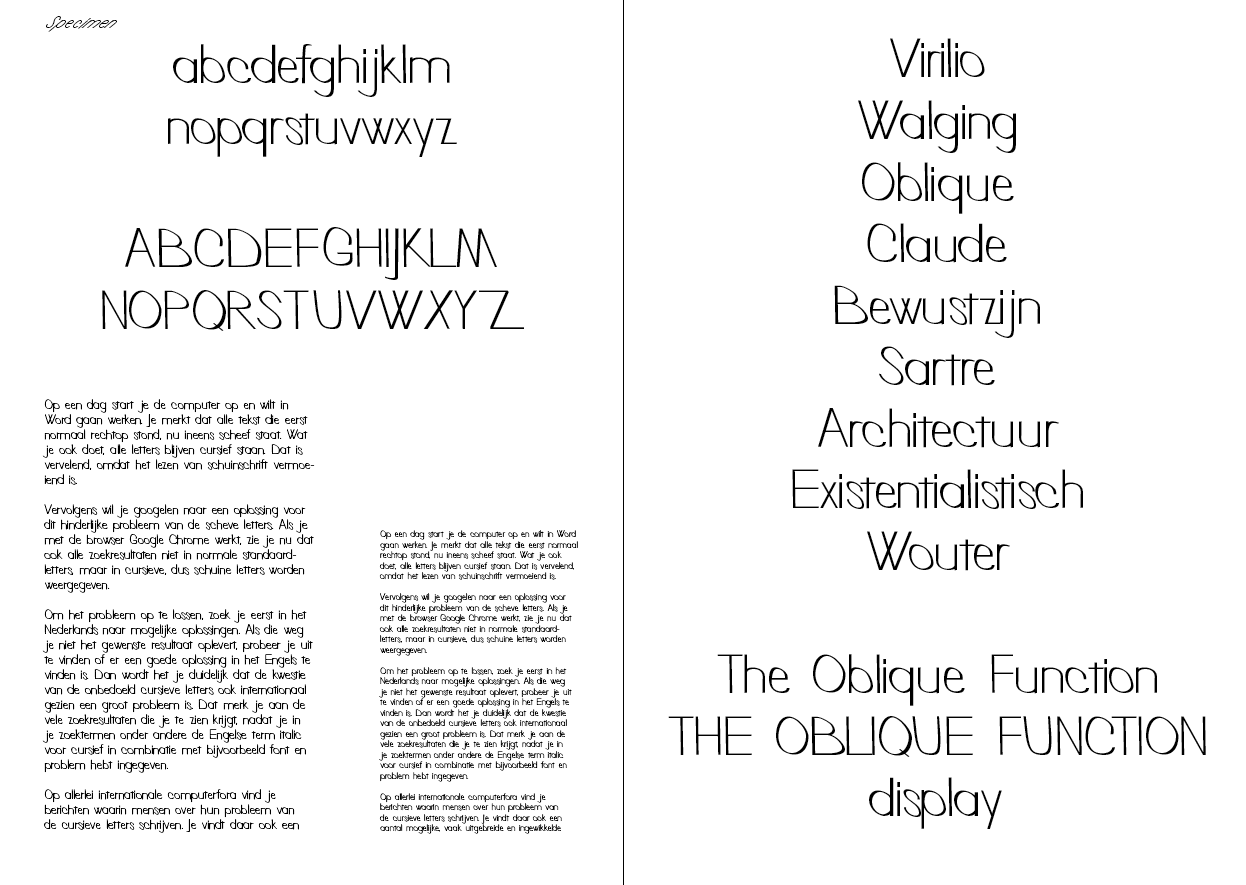 Specimen
abcdefghijklm
nopqrstuvwxyz
ABCDEFGHIJKLM
NOPQRSTUVWXYZ
Op een dag start je de computer op en wilt in
Word gaan werken. Je merkt dat alle tekst die eerst
normaal rechtop stond, nu ineens scheef staat. Wat
je ook doet, alle letters blijven cursief staan. Dat is
vervelend, omdat het lezen van schuinschrift vermoe-
iend is.
Vervolgens wil je googelen naar een oplossing voor
dit hinderlijke probleem van de scheve letters. Als je
met de browser Google Chrome werkt, zie je nu dat
ook alle zoekresultaten niet in normale standaard-
letters, maar in cursieve, dus schuine letters worden
weergegeven.
Om het probleem op te lossen, zoek je eerst in het
Nederlands naar mogelijke oplossingen. Als die weg
je niet het gewenste resultaat oplevert, probeer je uit
te vinden of er een goede oplossing in het Engels te
vinden is. Dan wordt het je duidelijk dat de kwestie
van de onbedoeld cursieve letters ook internationaal
gezien een groot probleem is. Dat merk je aan de
vele zoekresultaten die je te zien krijgt, nadat je in
je zoektermen onder andere de Engelse term italic
voor cursief in combinatie met bijvoorbeeld font en
problem hebt ingegeven.
Op allerlei internationale computerfora vind je
berichten waarin mensen over hun probleem van
de cursieve letters schrijven. Je vindt daar ook een
Op een dag start je de computer op en wilt in Word
gaan werken. Je merkt dat alle tekst die eerst normaal
rechtop stond, nu ineens scheef staat. Wat je ook
doet, alle letters blijven cursief staan. Dat is vervelend,
omdat het lezen van schuinschrift vermoeiend is.
Vervolgens wil je googelen naar een oplossing voor
dit hinderlijke probleem van de scheve letters. Als je
met de browser Google Chrome werkt, zie je nu dat
ook alle zoekresultaten niet in normale standaard-
letters, maar in cursieve, dus schuine letters worden
weergegeven.
Om het probleem op te lossen, zoek je eerst in het
Nederlands naar mogelijke oplossingen. Als die weg
je niet het gewenste resultaat oplevert, probeer je uit
te vinden of er een goede oplossing in het Engels te
vinden is. Dan wordt het je duidelijk dat de kwestie
van de onbedoeld cursieve letters ook internationaal
gezien een groot probleem is. Dat merk je aan de
vele zoekresultaten die je te zien krijgt, nadat je in
je zoektermen onder andere de Engelse term italic
voor cursief in combinatie met bijvoorbeeld font en
problem hebt ingegeven.
Op allerlei internationale computerfora vind je
berichten waarin mensen over hun probleem van
de cursieve letters schrijven. Je vindt daar ook een
aantal mogelijke, vaak uitgebreide en ingewikkelde
Virilio
Walging
Oblique
Claude
Bewustzijn
Sartre
Architectuur
Existentialistisch
Wouter
The Oblique Function
THE OBLIQUE FUNCTION
display